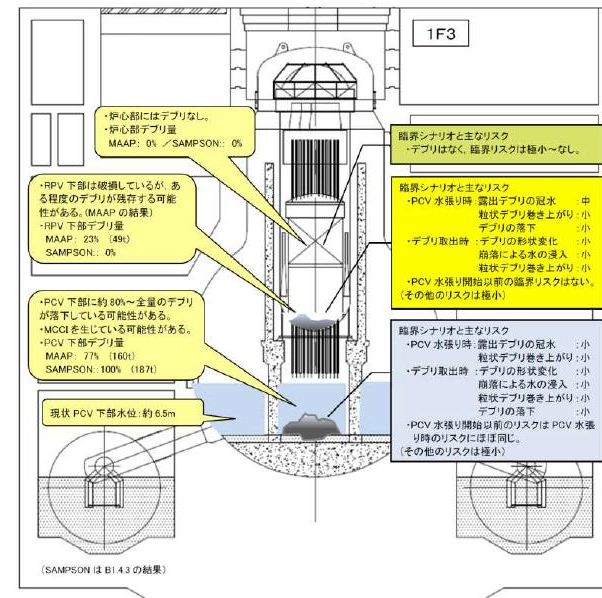 1F3
・炉心部にはデブリなし。
・炉心部デブリ量
MAAP: 0% ／SAMPSON:: 0%
臨界シナリオと主なリスク
・デブリはなく、臨界リスクは極小～なし。
・RPV 下部は破損しているが、あ
る程度のデブリが残存する可能
性がある。(MAAP の結果)
・RPV 下部デブリ量
MAAP: 23% (49t)
SAMPSON:: 0%
臨界シナリオと主なリスク
・PCV 水張り時: 露出デブリの冠水 :中
粒状デブリ巻き上がり: 小
デブリの落下 :小
・デブリ取出時 :デブリの形状変化 :小
崩落による水の浸入 :小
粒状デブリ巻き上がり :小
・PCV 水張り開始以前の臨界リスクはない。
(その他のリスクは極小)
・PCV 下部に約 80%～全量のデブリ
が落下している可能性がある。
・MCCI を生じている可能性がある。
・PCV 下部デブリ量
MAAP: 77% (160t)
SAMPSON:: 100% (187t)
臨界シナリオと主なリスク
・PCV 水張り時: 露出デブリの冠水 :小
粒状デブリ巻き上がり: 小
・デブリ取出時 :デブリの形状変化 :小
崩落による水の浸入 :小
粒状デブリ巻き上がり :小
デブリの落下 :小
・PCV 水張り開始以前のリスクは PCV 水張
り時のリスクにほぼ同じ。
(その他のリスクは極小)
現状 PCV 下部水位: 約 6.5m
(SAMPSON は B1.4.3 の結果)